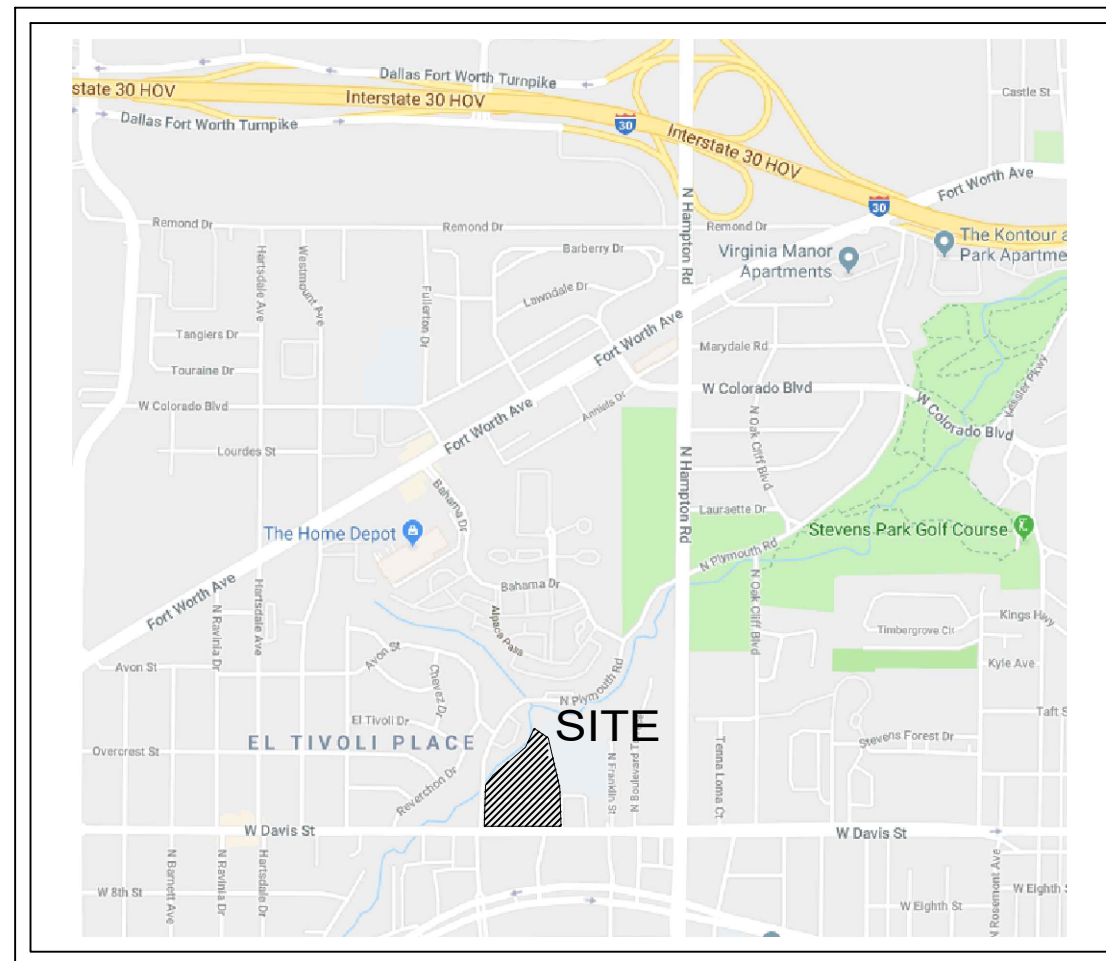 Dallas Fort Worth Turnpike
state 30 HOV
Interstate 30 HOV
Castle St
Dallas Fort Worth Turnpike
30
Interstate 30 HOV
Fort Worth Ave
N Hampton Rd
30
Remond Dr
Remond Dr
Remond Dr
The Kontour a
Park Apartme
Barberry Dr
Virginia Manor
Apartments
Hartsdale Ave
Westmount Ave
Fullerton Dr
Lawndale Dr
Tangiers Dr
Fort Worth Ave
Marydale Rd
Touraine Dr
Kessler Pkwy
W Colorado Blvd
W Colorado Blvd
W Colorado Blvd
Fort Worth Ave
Annlels Dr
N Oak Cliff Blvd
Lourdes St
N Hampton Rd
Bahama Dr
Lauraette Dr
The Home Depot
Stevens Park Golf Course
N Plymouth Rd
Fort Worth Ave
Hartsdale Ave
Bahama Dr
N Oak Cliff Blvd
N Ravinia Dr
Alpaca Pass
Kings Hwy
Timbergrove Cir
Avon St
Avon St
Kyle Ave
Chevez Dr
N Plymouth Rd
Taft S
El Tivoli Dr
SITE
EL TIVOLI PLACE
Overcrest St
Stevens Forest Dr
Reverchon Dr
N Franklin St
Tenna Loma Ct
W Davis St
W Davis St
N Barnett Ave
N Ravinia Dr
Hartsdale Dr
N Rosemont Ave
W 8th St
W Eighth St
W Eighth S